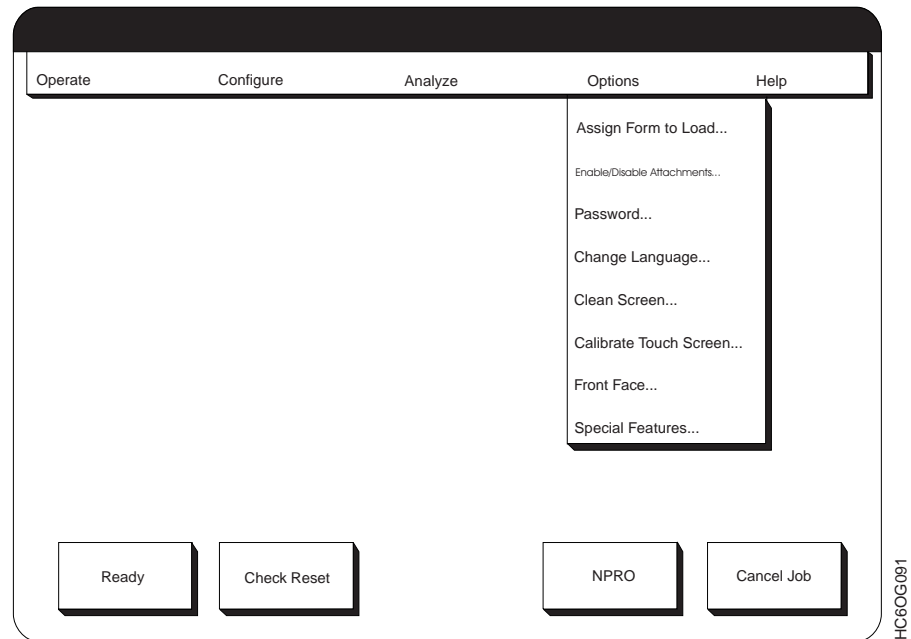 Operate Configure Analyze Options Help
Assign Form to Load...
Enable/Disable Attachments...
Password...
Change Language...
Clean Screen...
Calibrate Touch Screen...
Front Face...
Special Features...
Ready Check Reset NPRO Cancel Job
HC6OG091